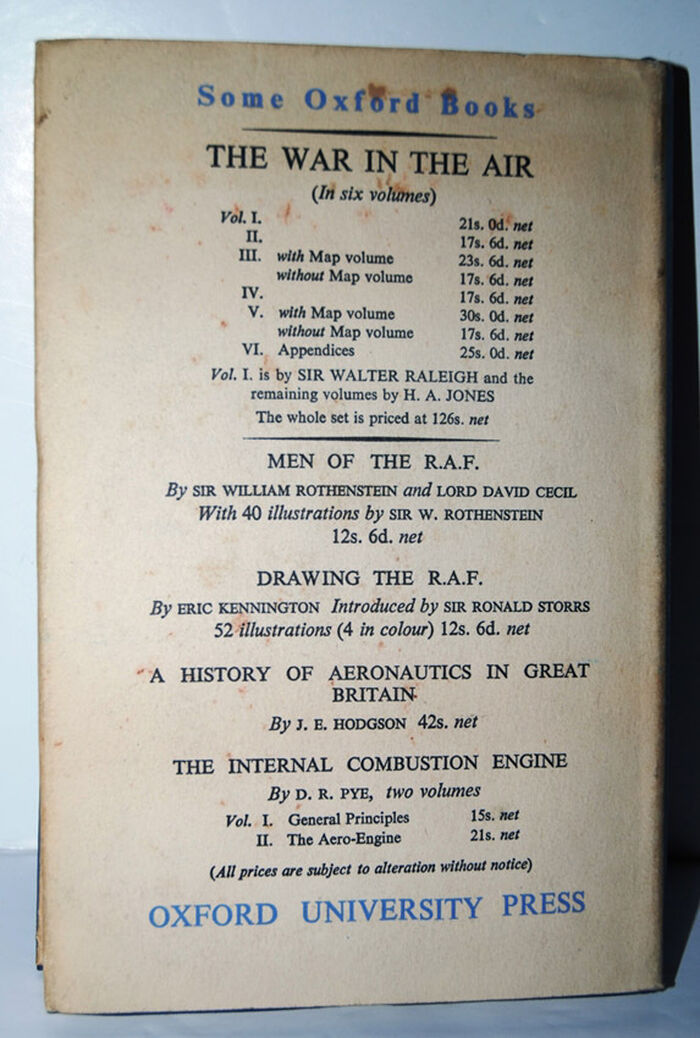 Some Oxford Books
THE WAR IN THE AIR
(In six volumes)
Vol. I. 21s. 0d. net
II. 17s. 6d. net
III. with Map volume 23s. 6d. net
without Map volume 17s. 6d. net
IV. 17s. 6d. net
V. with Map volume 30s. 0d. net
without Map volume 17s. 6d. net
VI. Appendices 25s. 0d. net
Vol. I. is by SIR WALTER RALEIGH and the
remaining volumes by H. A. JONES
The whole set is priced at 126s. net
MEN OF THE R.A.F.
By SIR WILLIAM ROTHENSTEIN and LORD DAVID CECIL
With 40 illustrations by SIR W. ROTHENSTEIN
12s. 6d. net
DRAWING THE R.A.F.
By ERIC KENNINGTON Introduced by SIR RONALD STORRS
52 illustrations (4 in colour) 12s. 6d. net
A HISTORY OF AERONAUTICS IN GREAT
BRITAIN
By J. E. HODGSON 42s. net
THE INTERNAL COMBUSTION ENGINE
By D. R. PYE, two volumes
Vol. I. General Principles 15s. net
II. The Aero-Engine 21s. net
(All prices are subject to alteration without notice)
OXFORD UNIVERSITY PRESS